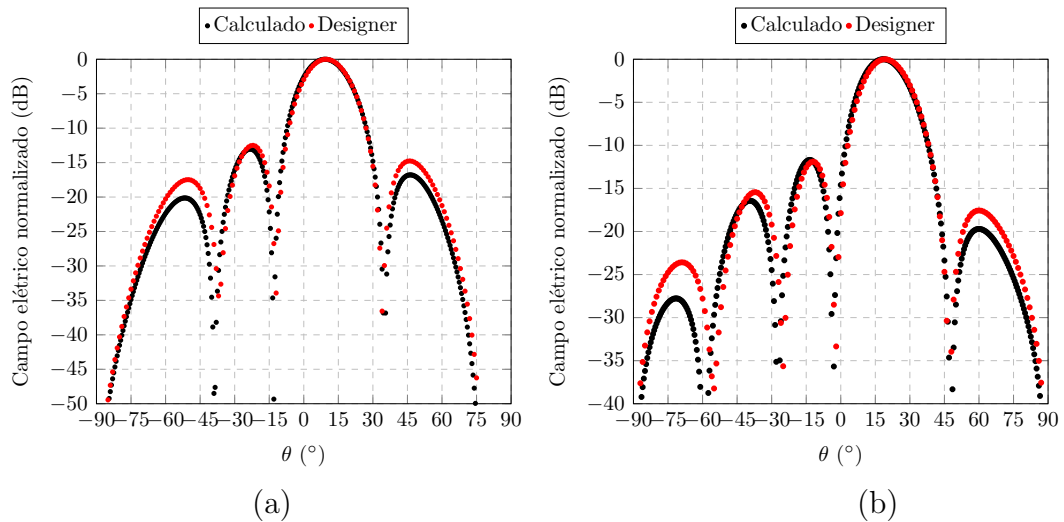 Calculado Designer
Campo elétrico normalizado (dB)
0
−5
−10
−15
−20
−25
−30
−35
−40
−45
−50
−90 −75 −60 −45 −30 −15 0 15 30 45 60 75 90
θ (°)
(a)
Calculado Designer
Campo elétrico normalizado (dB)
0
−5
−10
−15
−20
−25
−30
−35
−40
−90 −75 −60 −45 −30 −15 0 15 30 45 60 75 90
θ (°)
(b)